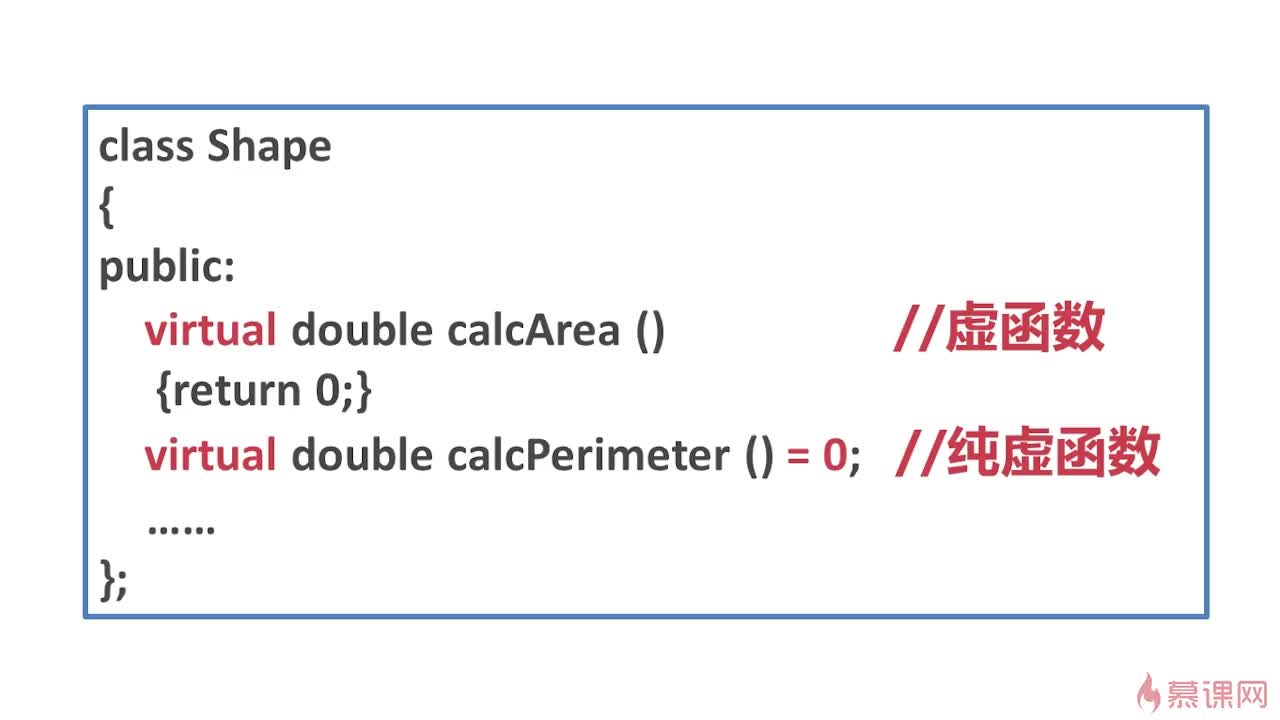 class Shape
{
public:
virtual double calcArea () //虚函数
{return 0;}
virtual double calcPerimeter () = 0; //纯虚函数
……
};
慕课网